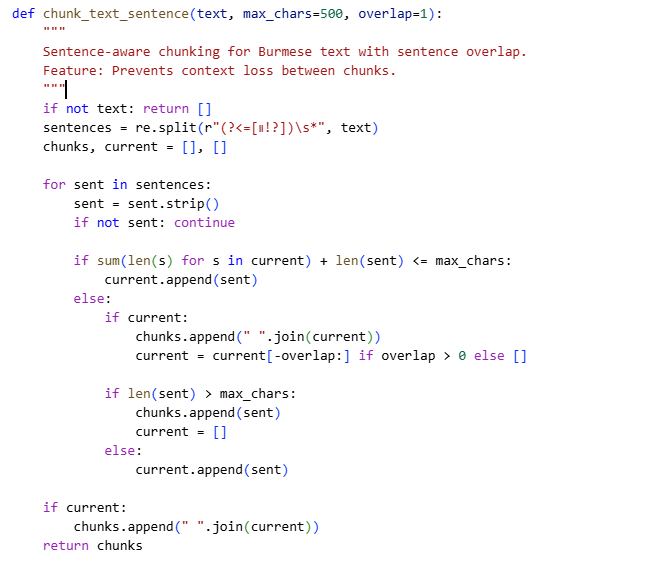 def chunk_text_sentence(text, max_chars=500, overlap=1):
    """
    Sentence-aware chunking for Burmese text with sentence overlap.
    Feature: Prevents context loss between chunks.
    """
    if not text: return []
    sentences = re.split(r"(?<=[။!?])\s*", text)
    chunks, current = [], []

    for sent in sentences:
        sent = sent.strip()
        if not sent: continue

        if sum(len(s) for s in current) + len(sent) <= max_chars:
            current.append(sent)
        else:
            if current:
                chunks.append(" ".join(current))
                current = current[-overlap:] if overlap > 0 else []

            if len(sent) > max_chars:
                chunks.append(sent)
                current = []
            else:
                current.append(sent)

    if current:
        chunks.append(" ".join(current))
    return chunks